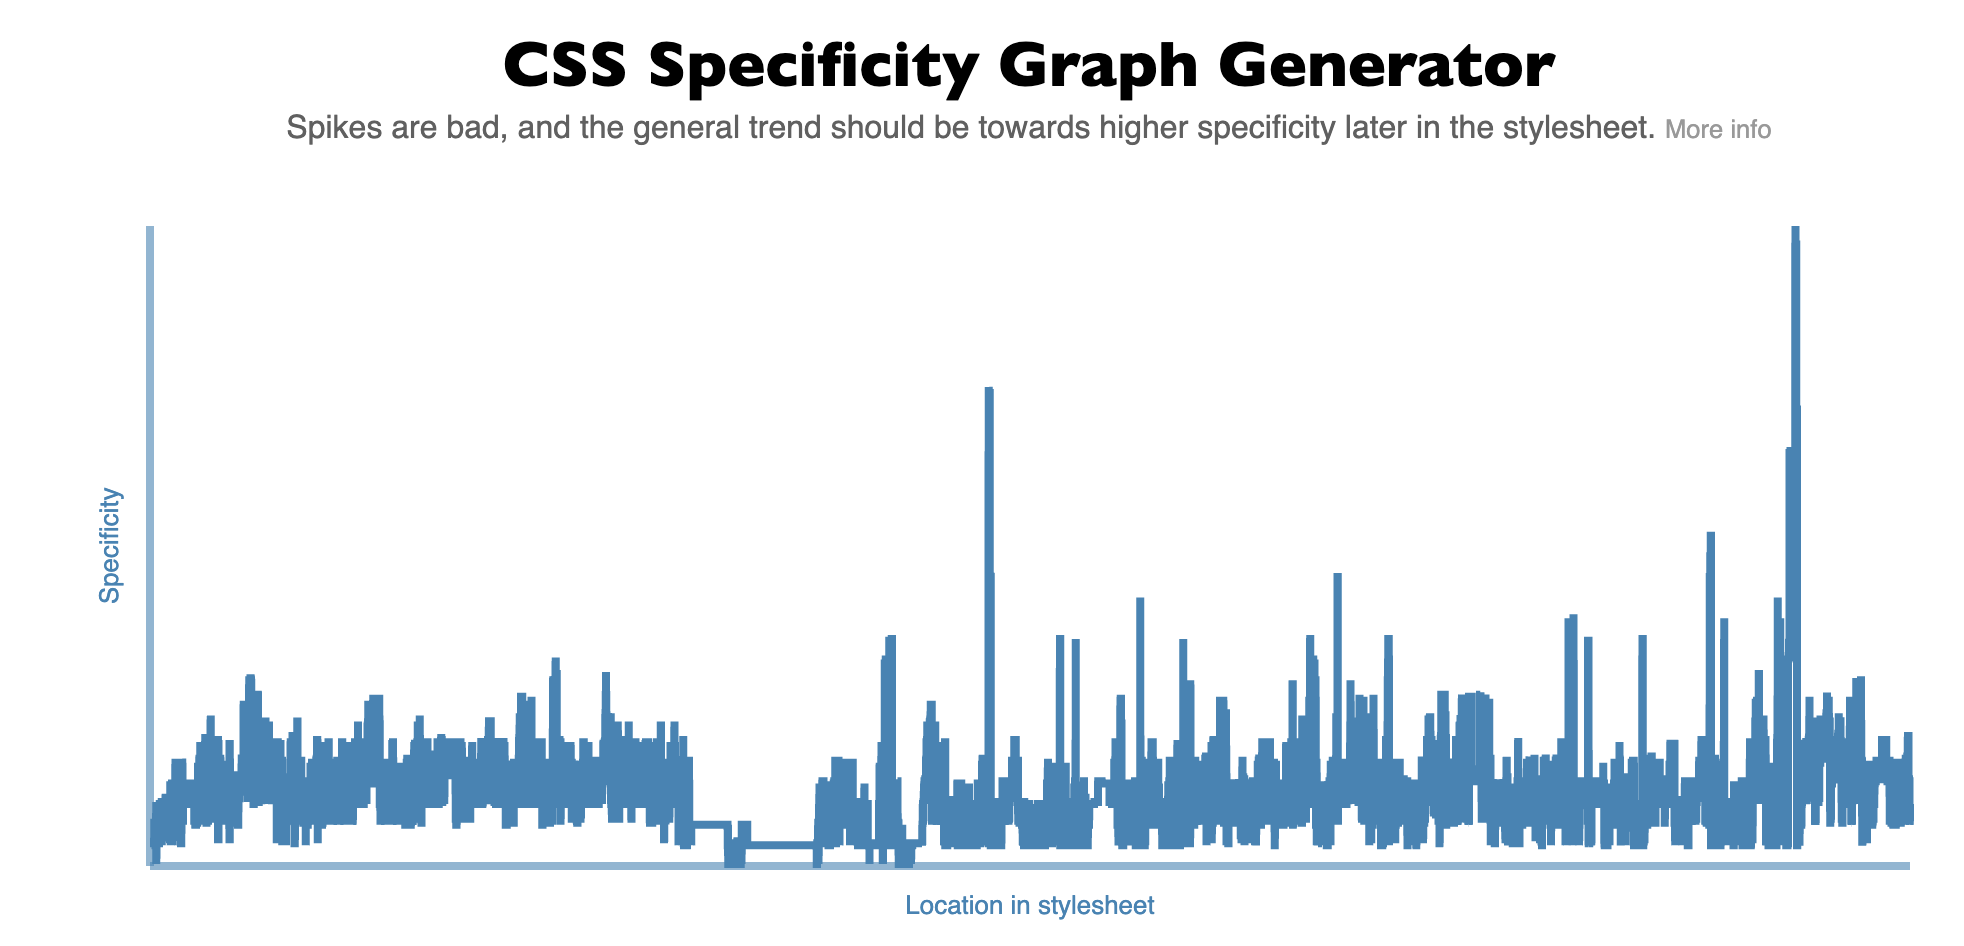 CSS Specificity Graph Generator
Spikes are bad, and the general trend should be towards higher specificity later in the stylesheet. More info
Specificity
Location in stylesheet